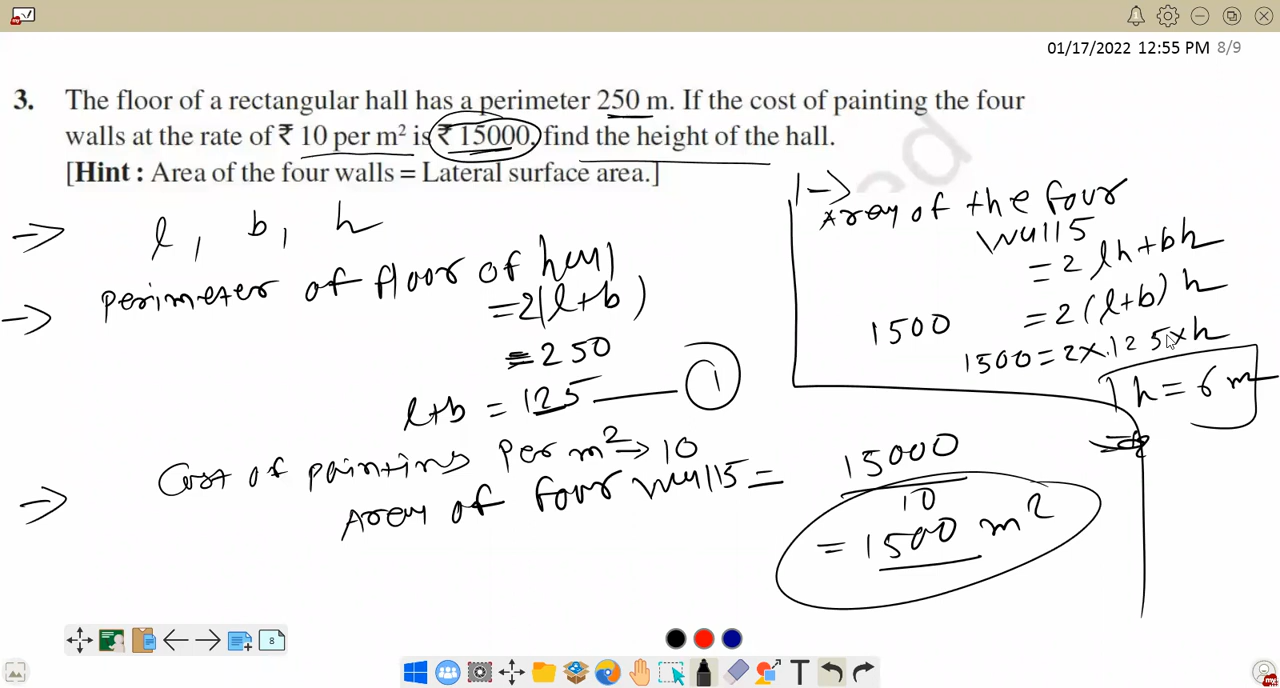 01/17/2022 12:55 PM 8/9
3. The floor of a rectangular hall has a perimeter 250 m. If the cost of painting the four
walls at the rate of ₹ 10 per m² is ₹ 15000, find the height of the hall.
[Hint : Area of the four walls = Lateral surface area.]
l, b, h
Perimeter of floor of hall
= 2(l+b)
= 250
l+b = 125 ——— 1
Cost of painting Per m² → 10
Area of four walls = 15000
10
= 1500 m²
Area of the four
walls
= 2 lh + bh
= 2 (l+b) h
1500
1500 = 2 × 125 × h
h = 6 m
8
T